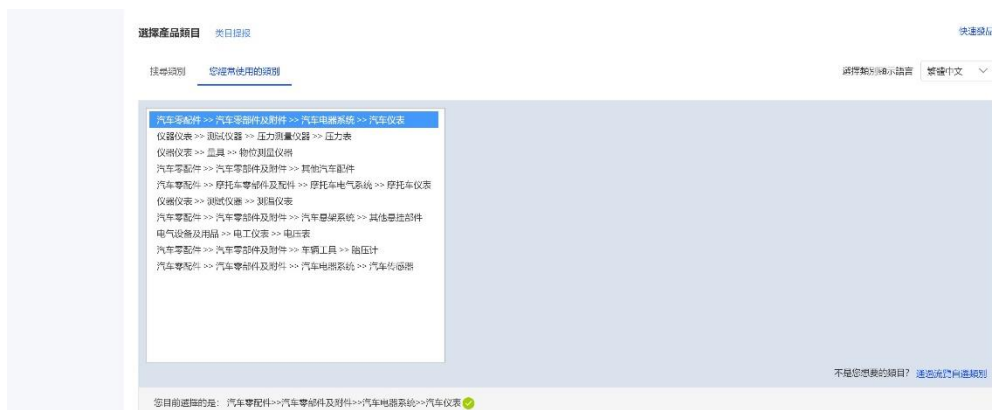 選擇產品類目 类目提报 快速發品
搜尋類別 您經常使用的類別 選擇類別展示語言 繁體中文
汽车零配件 >> 汽车零部件及附件 >> 汽车电器系统 >> 汽车仪表
仪器仪表 >> 测试仪器 >> 压力测量仪器 >> 压力表
仪器仪表 >> 量具 >> 物位测量仪器
汽车零配件 >> 汽车零部件及附件 >> 其他汽车配件
汽车零配件 >> 摩托车零部件及配件 >> 摩托车电气系统 >> 摩托车仪表
仪器仪表 >> 测试仪器 >> 测温仪表
汽车零配件 >> 汽车零部件及附件 >> 汽车悬架系统 >> 其他悬挂部件
电气设备及用品 >> 电工仪表 >> 电压表
汽车零配件 >> 汽车零部件及附件 >> 车辆工具 >> 胎压计
汽车零配件 >> 汽车零部件及附件 >> 汽车电器系统 >> 汽车传感器
不是您想要的類目? 通過流覽自選類別
您目前選擇的是: 汽车零配件>>汽车零部件及附件>>汽车电器系统>>汽车仪表